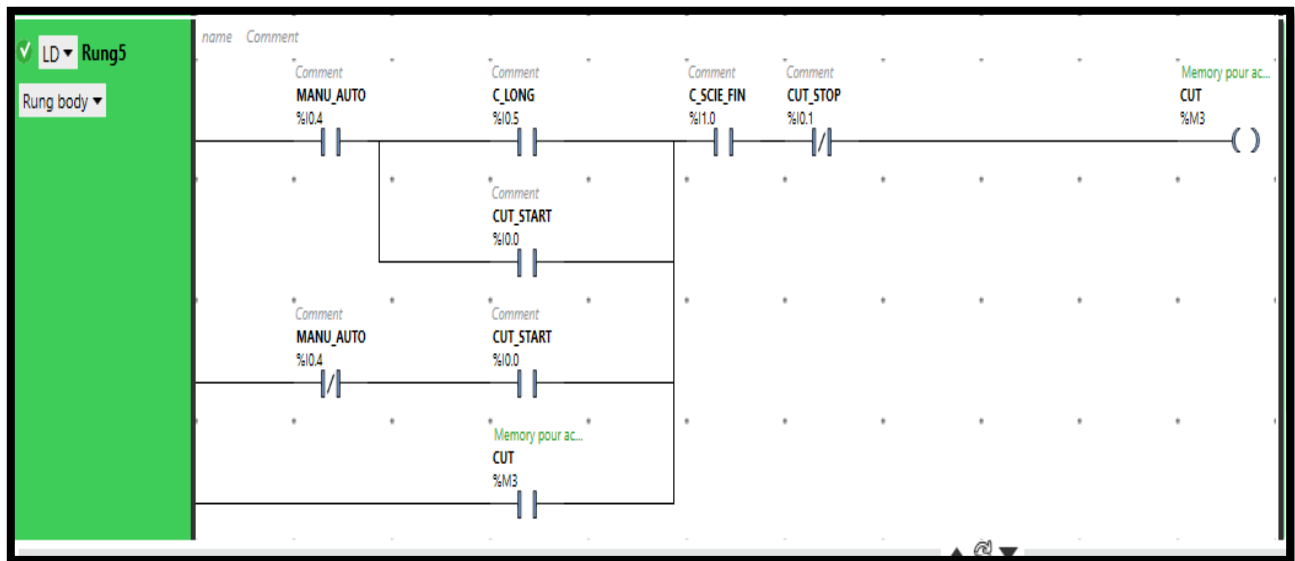 name Comment
LD Rung5
Rung body
Comment Comment Comment Comment Memory pour ac...
MANU_AUTO C_LONG C_SCIE_FIN CUT_STOP CUT
%I0.4 %I0.5 %I1.0 %I0.1 %M3
Comment
CUT_START
%I0.0
Comment Comment
MANU_AUTO CUT_START
%I0.4 %I0.0
Memory pour ac...
CUT
%M3